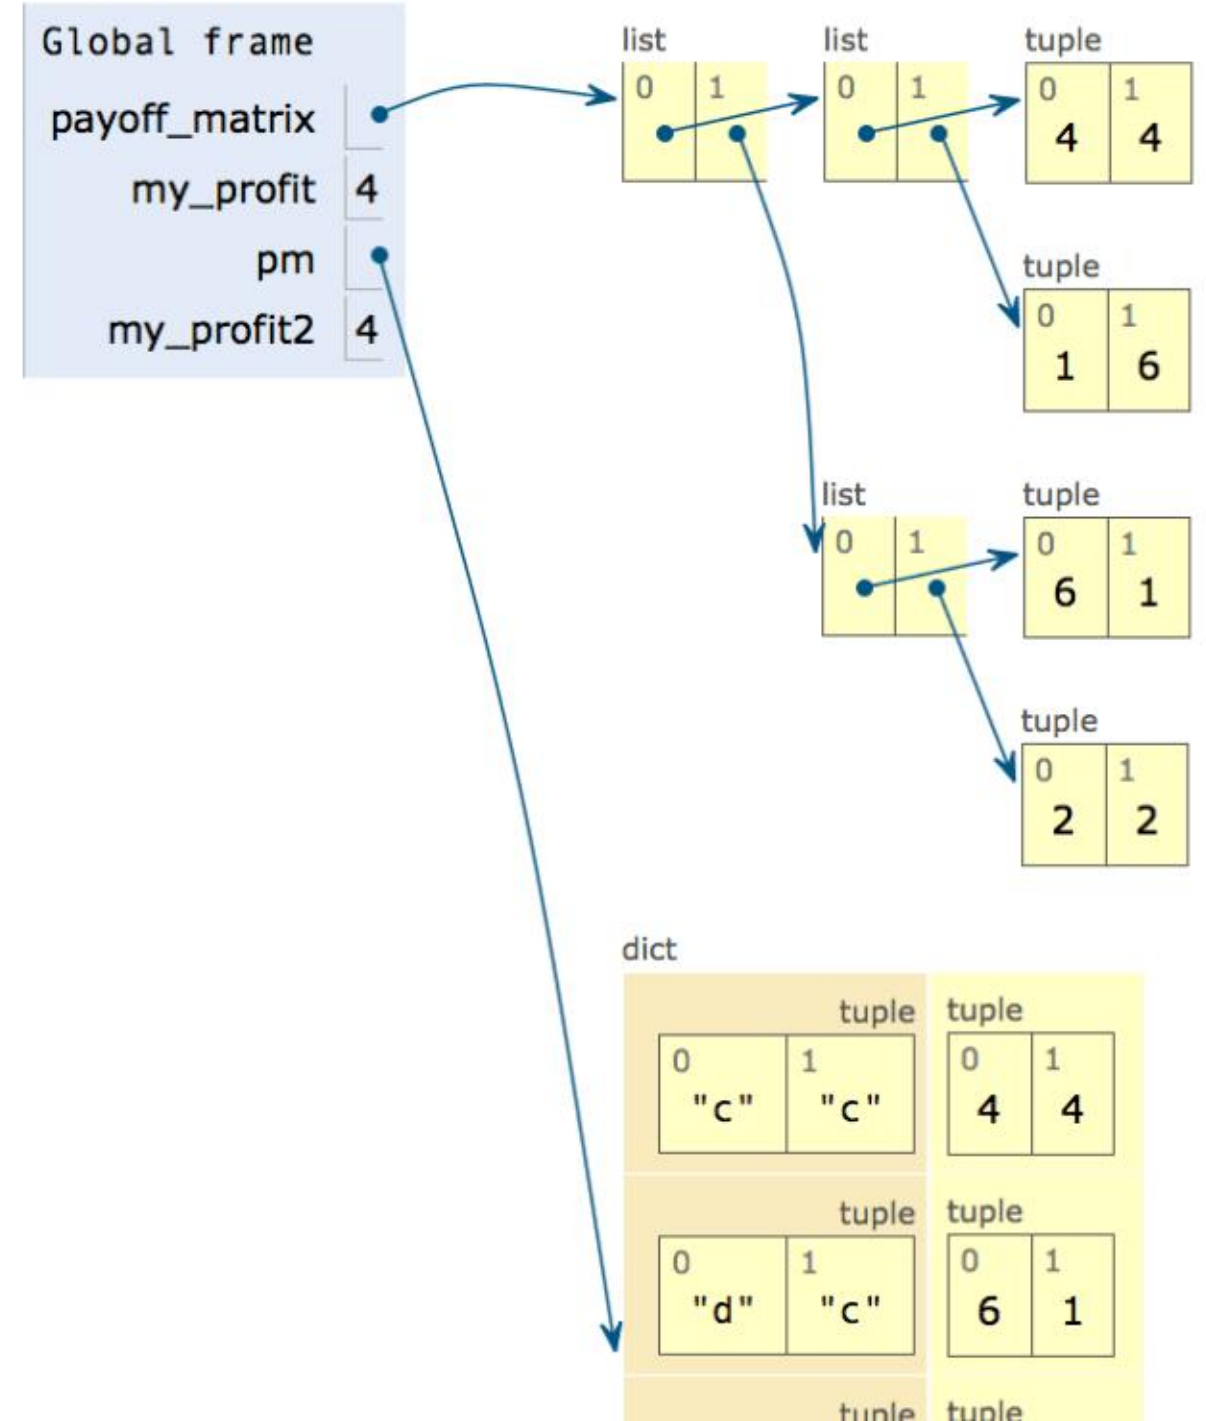 Global frame
payoff_matrix
my_profit 4
pm
my_profit2 4
list list tuple
0 1 0 1 0 1
4 4
tuple
0 1
1 6
list tuple
0 1 0 1
6 1
tuple
0 1
2 2
dict
tuple tuple
0 1 0 1
"c" "c" 4 4
tuple tuple
0 1 0 1
"d" "c" 6 1
tuple tuple